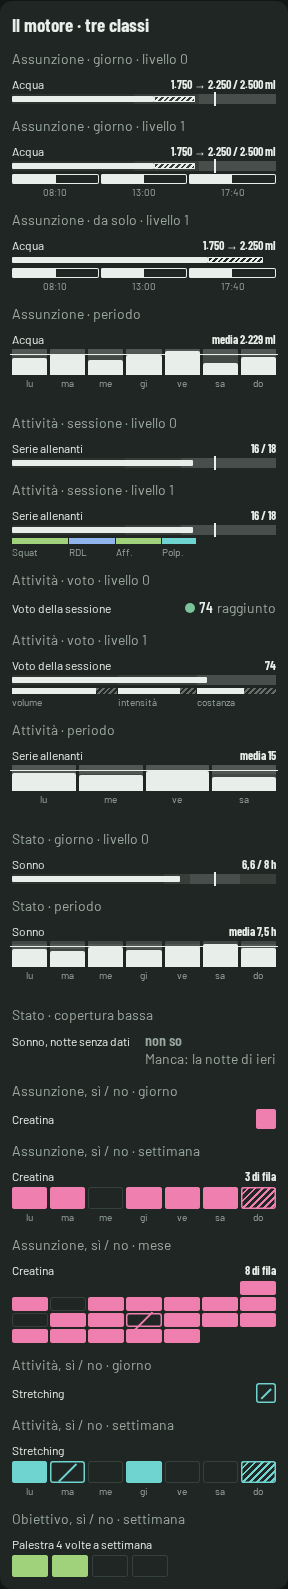 Il motore · tre classi
Assunzione · giorno · livello 0
Acqua 1.750 → 2.250 / 2.500 ml
Assunzione · giorno · livello 1
Acqua 1.750 → 2.250 / 2.500 ml
08:10 13:00 17:40
Assunzione · da solo · livello 1
Acqua 1.750 → 2.250 ml
08:10 13:00 17:40
Assunzione · periodo
Acqua media 2.229 ml
lu ma me gi ve sa do
Attività · sessione · livello 0
Serie allenanti 16 / 18
Attività · sessione · livello 1
Serie allenanti 16 / 18
Squat RDL Aff. Polp.
Attività · voto · livello 0
Voto della sessione 74 raggiunto
Attività · voto · livello 1
Voto della sessione 74
volume intensità costanza
Attività · periodo
Serie allenanti media 15
lu me ve sa
Stato · giorno · livello 0
Sonno 6,6 / 8 h
Stato · periodo
Sonno media 7,5 h
lu ma me gi ve sa do
Stato · copertura bassa
Sonno, notte senza dati non so
Manca: la notte di ieri
Assunzione, sì / no · giorno
Creatina
Assunzione, sì / no · settimana
Creatina 3 di fila
lu ma me gi ve sa do
Assunzione, sì / no · mese
Creatina 8 di fila
Attività, sì / no · giorno
Stretching
Attività, sì / no · settimana
Stretching
lu ma me gi ve sa do
Obiettivo, sì / no · settimana
Palestra 4 volte a settimana